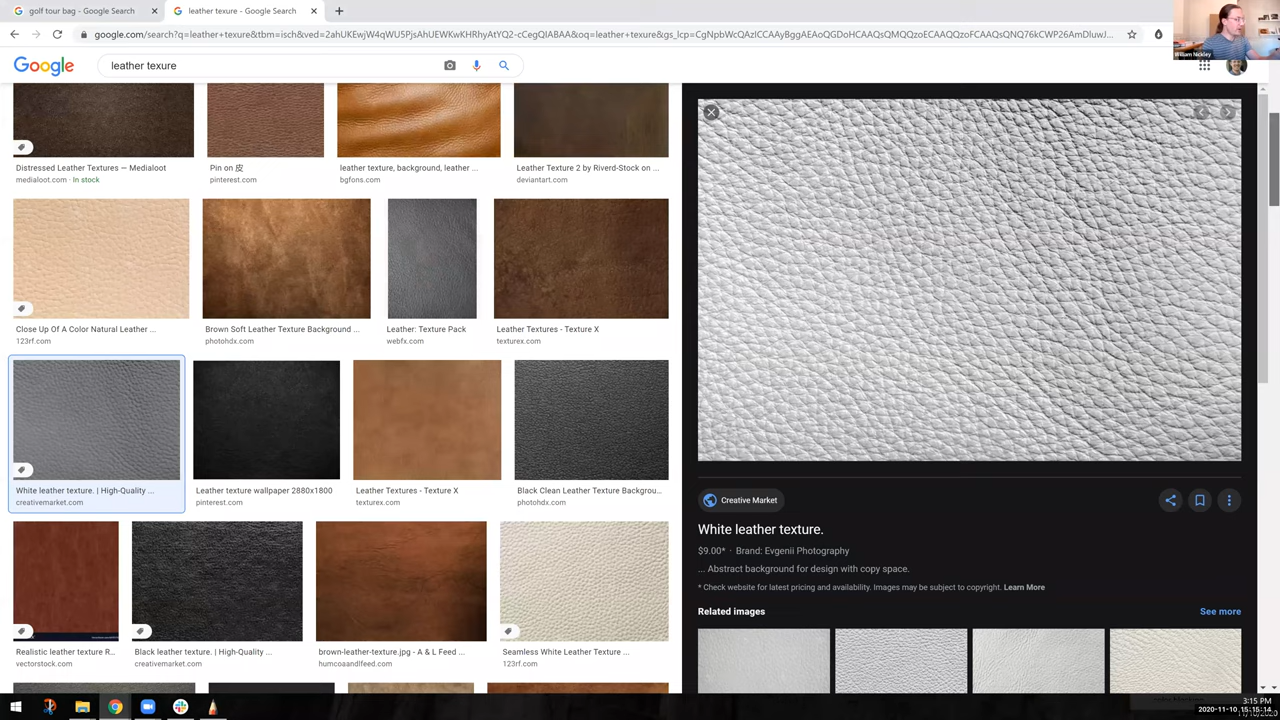 golf tour bag - Google Search
leather texure - Google Search
google.com/search?q=leather+texure&tbm=isch&ved=2ahUKEwjW4qWU5PjsAhUEWKwKHRhyAtYQ2-cCegQIABAA&oq=leather+texure&gs_lcp=CgNpbWcQAzICCAAyBggAEAoQGDoHCAAQsQMQQzoECAAQQzoFCAAQsQNQ76kCWP26AmDluwJ...
William Nickley
Google
leather texure
Distressed Leather Textures — Medialoot
medialoot.com · In stock
Pin on 皮
pinterest.com
leather texture, background, leather ...
bgfons.com
Leather Texture 2 by Riverd-Stock on ...
deviantart.com
Close Up Of A Color Natural Leather ...
123rf.com
Brown Soft Leather Texture Background ...
photohdx.com
Leather: Texture Pack
webfx.com
Leather Textures - Texture X
texturex.com
White leather texture. | High-Quality ...
creativemarket.com
Leather texture wallpaper 2880x1800
pinterest.com
Leather Textures - Texture X
texturex.com
Black Clean Leather Texture Backgrou...
photohdx.com
Realistic leather texture R...
vectorstock.com
Black leather texture. | High-Quality ...
creativemarket.com
brown-leather-texture.jpg - A & L Feed ...
humcoaandlfeed.com
Seamless White Leather Texture ...
123rf.com
Creative Market
White leather texture.
$9.00* · Brand: Evgenii Photography
... Abstract background for design with copy space.
* Check website for latest pricing and availability. Images may be subject to copyright. Learn More
Related images
See more
3:15 PM
2020-11-10 15:15:14